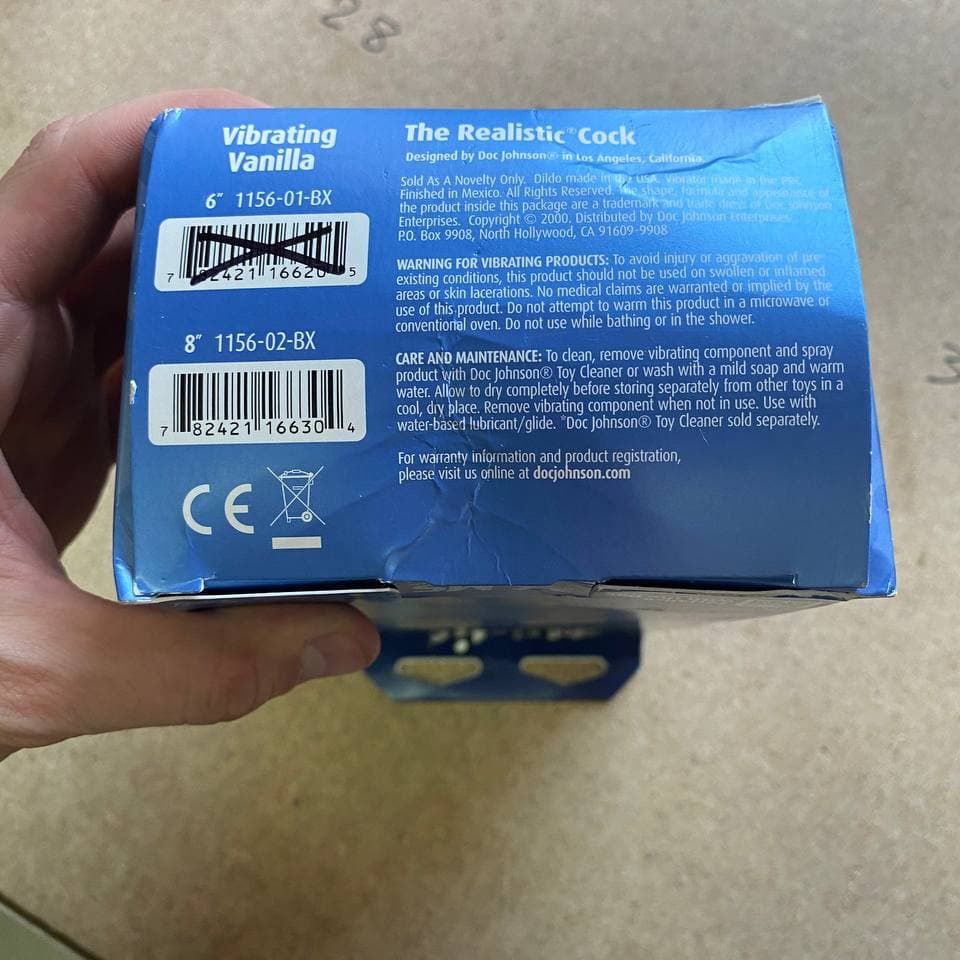 28
Vibrating
Vanilla
6" 1156-01-BX
7 82421 16620 5
8" 1156-02-BX
7 82421 16630 4
CE
The Realistic® Cock
Designed by Doc Johnson® in Los Angeles, California.
Sold As A Novelty Only. Dildo made in the USA. Vibrator made in the PRC.
Finished in Mexico. All Rights Reserved. The shape, formula and appearance of
the product inside this package are a trademark and trade dress of Doc Johnson
Enterprises. Copyright © 2000. Distributed by Doc Johnson Enterprises.
P.O. Box 9908, North Hollywood, CA 91609-9908
WARNING FOR VIBRATING PRODUCTS: To avoid injury or aggravation of pre-
existing conditions, this product should not be used on swollen or inflamed
areas or skin lacerations. No medical claims are warranted or implied by the
use of this product. Do not attempt to warm this product in a microwave or
conventional oven. Do not use while bathing or in the shower.
CARE AND MAINTENANCE: To clean, remove vibrating component and spray
product with Doc Johnson® Toy Cleaner or wash with a mild soap and warm
water. Allow to dry completely before storing separately from other toys in a
cool, dry place. Remove vibrating component when not in use. Use with
water-based lubricant/glide. *Doc Johnson® Toy Cleaner sold separately.
For warranty information and product registration,
please visit us online at docjohnson.com